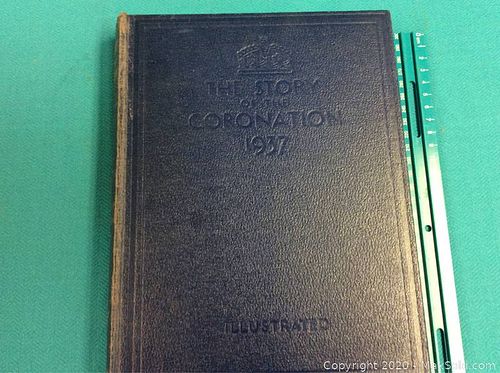 THE STORY
OF THE
CORONATION
1937
ILLUSTRATED
Copyright 2020 - MaxSold.com